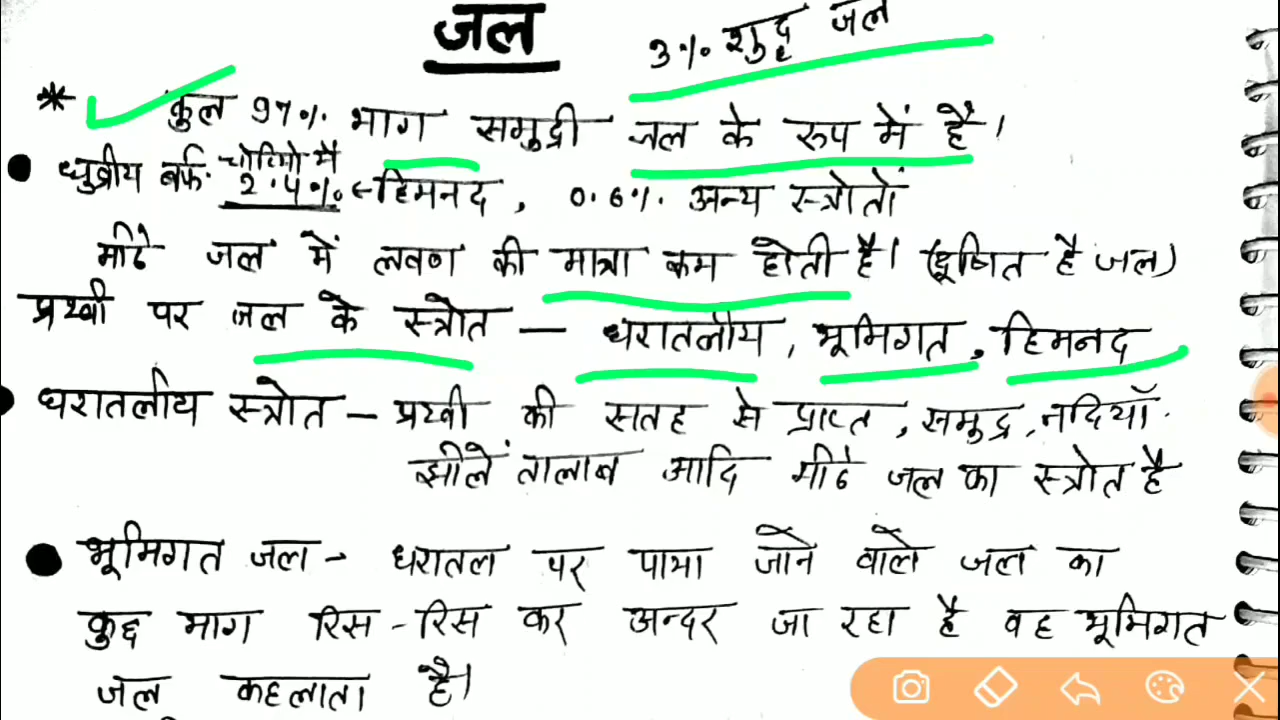 जल
3% शुद्ध जल
* कुल 97% भाग समुद्री जल के रूप में है।
• ध्रुवीय बर्फ. चोटियो मै 2.4% ←हिमनद, 0.6% अन्य स्त्रोतों
मीठे जल में लवण की मात्रा कम होती है। (दूषित है जल)
प्रथ्वी पर जल के स्त्रोत — धरातलीय, भूमिगत, हिमनद
• धरातलीय स्त्रोत — प्रथ्वी की सतह से प्राप्त, समुद्र, नदियाँ.
झीलें तालाब आदि मीठे जल का स्त्रोत है
• भूमिगत जल - धरातल पर पाया जाने वाले जल का
कुछ भाग रिस-रिस कर अन्दर जा रहा है वह भूमिगत
जल कहलाता है।